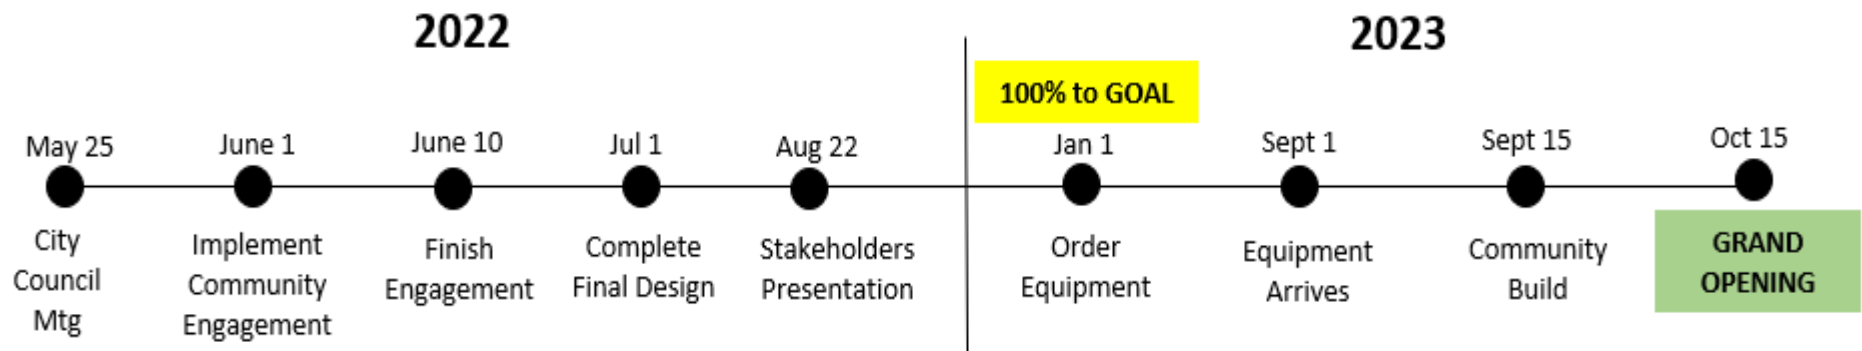 2022
2023
100% to GOAL
May 25
June 1
June 10
Jul 1
Aug 22
Jan 1
Sept 1
Sept 15
Oct 15
City
Council
Mtg
Implement
Community
Engagement
Finish
Engagement
Complete
Final Design
Stakeholders
Presentation
Order
Equipment
Equipment
Arrives
Community
Build
GRAND
OPENING